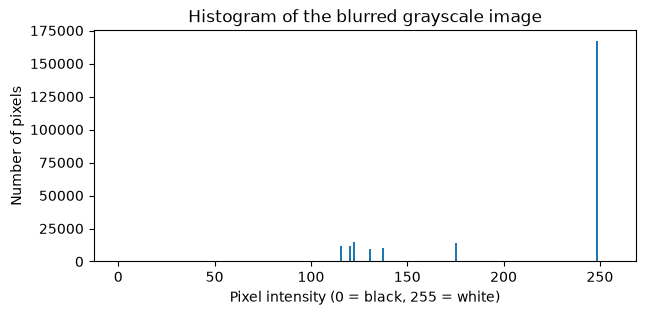 Histogram of the blurred grayscale image
175000
150000
125000
100000
75000
50000
25000
0
Number of pixels
0 50 100 150 200 250
Pixel intensity (0 = black, 255 = white)